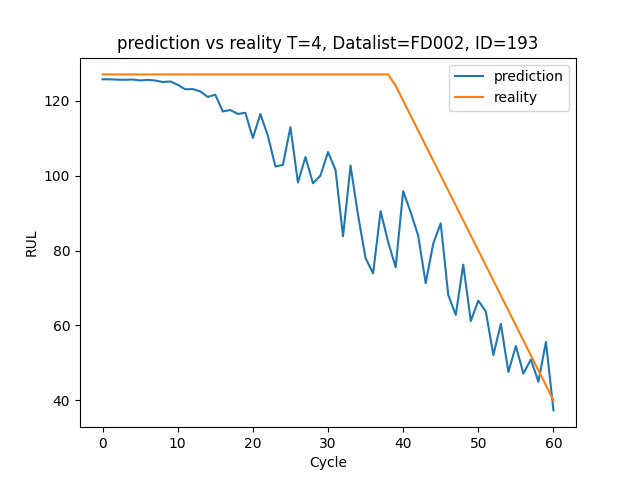 prediction vs reality T=4, Datalist=FD002, ID=193
prediction
reality
RUL
120
100
80
60
40
0 10 20 30 40 50 60
Cycle